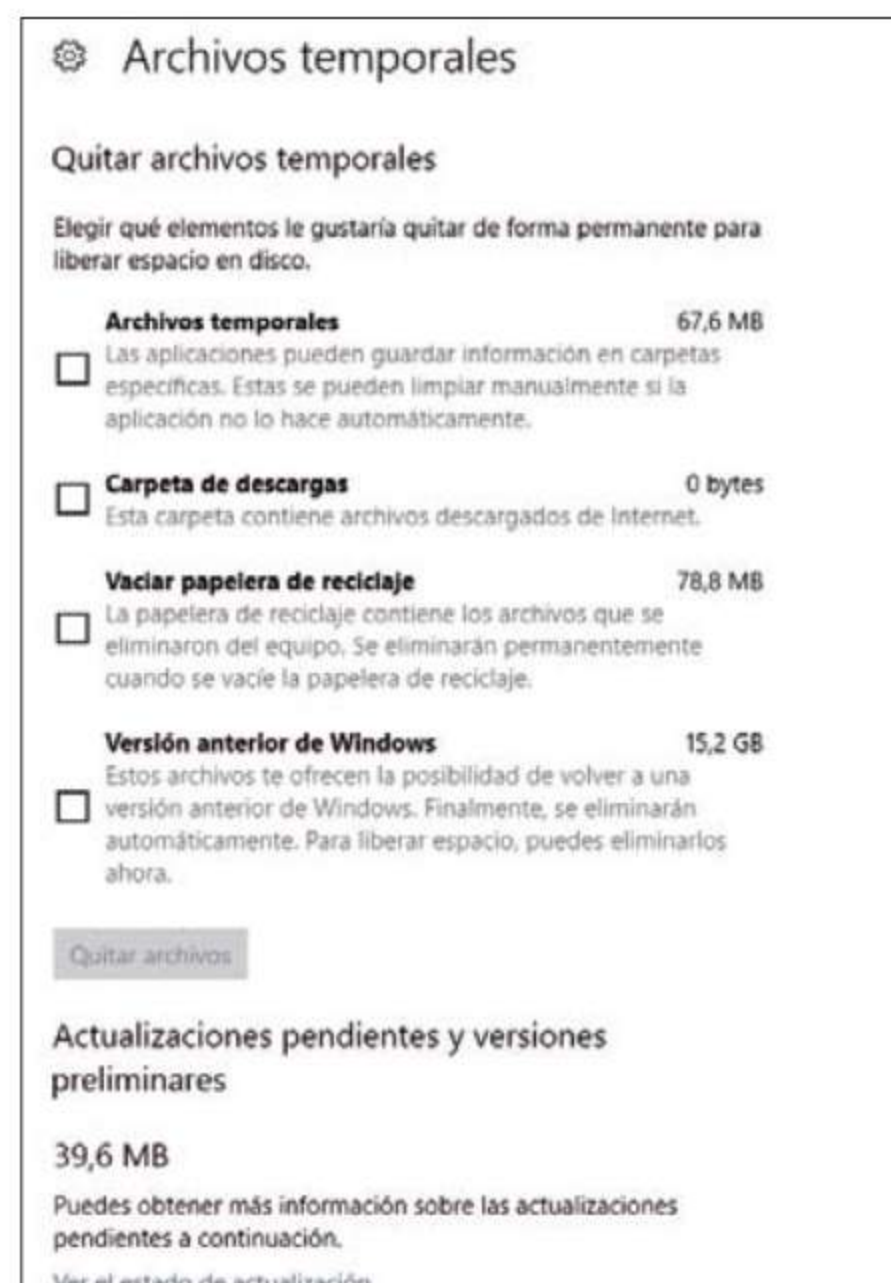 Archivos temporales
Quitar archivos temporales
Elegir qué elementos le gustaría quitar de forma permanente para
liberar espacio en disco.
Archivos temporales 67,6 MB
Las aplicaciones pueden guardar información en carpetas
específicas. Estas se pueden limpiar manualmente si la
aplicación no lo hace automáticamente.
Carpeta de descargas 0 bytes
Esta carpeta contiene archivos descargados de Internet.
Vaciar papelera de reciclaje 78,8 MB
La papelera de reciclaje contiene los archivos que se
eliminaron del equipo. Se eliminarán permanentemente
cuando se vacíe la papelera de reciclaje.
Versión anterior de Windows 15,2 GB
Estos archivos te ofrecen la posibilidad de volver a una
versión anterior de Windows. Finalmente, se eliminarán
automáticamente. Para liberar espacio, puedes eliminarlos
ahora.
Quitar archivos
Actualizaciones pendientes y versiones
preliminares
39,6 MB
Puedes obtener más información sobre las actualizaciones
pendientes a continuación.
Ver el estado de actualización